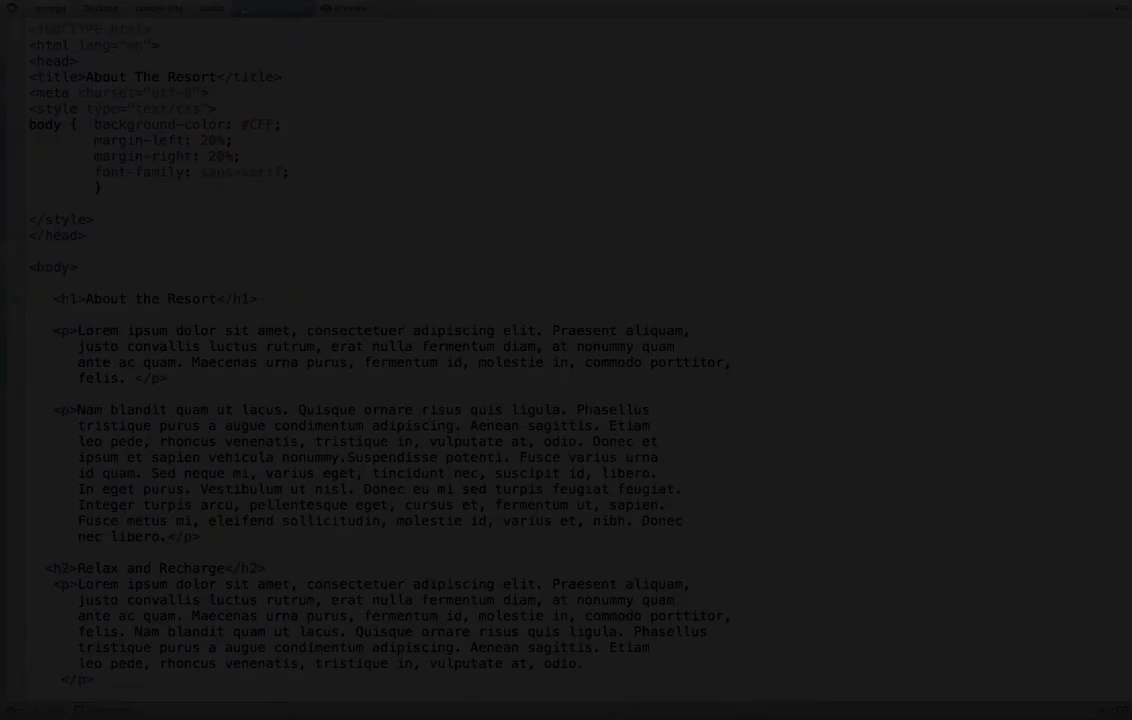 Desktop
Preview
<!DOCTYPE html>
<html lang="en">
<head>
<title>About The Resort</title>
<meta charset="utf-8">
<style type="text/css">
body { background-color: #CFF;
margin-left: 20%;
margin-right: 20%;
font-family: sans-serif;
}
</style>
</head>
<body>
<h1>About the Resort</h1>
<p>Lorem ipsum dolor sit amet, consectetuer adipiscing elit. Praesent aliquam,
justo convallis luctus rutrum, erat nulla fermentum diam, at nonummy quam
ante ac quam. Maecenas urna purus, fermentum id, molestie in, commodo porttitor,
felis. </p>
<p>Nam blandit quam ut lacus. Quisque ornare risus quis ligula. Phasellus
tristique purus a augue condimentum adipiscing. Aenean sagittis. Etiam
leo pede, rhoncus venenatis, tristique in, vulputate at, odio. Donec et
ipsum et sapien vehicula nonummy.Suspendisse potenti. Fusce varius urna
id quam. Sed neque mi, varius eget, tincidunt nec, suscipit id, libero.
In eget purus. Vestibulum ut nisl. Donec eu mi sed turpis feugiat feugiat.
Integer turpis arcu, pellentesque eget, cursus et, fermentum ut, sapien.
Fusce metus mi, eleifend sollicitudin, molestie id, varius et, nibh. Donec
nec libero.</p>
<h2>Relax and Recharge</h2>
<p>Lorem ipsum dolor sit amet, consectetuer adipiscing elit. Praesent aliquam,
justo convallis luctus rutrum, erat nulla fermentum diam, at nonummy quam
ante ac quam. Maecenas urna purus, fermentum id, molestie in, commodo porttitor,
felis. Nam blandit quam ut lacus. Quisque ornare risus quis ligula. Phasellus
tristique purus a augue condimentum adipiscing. Aenean sagittis. Etiam
leo pede, rhoncus venenatis, tristique in, vulputate at, odio.
</p>